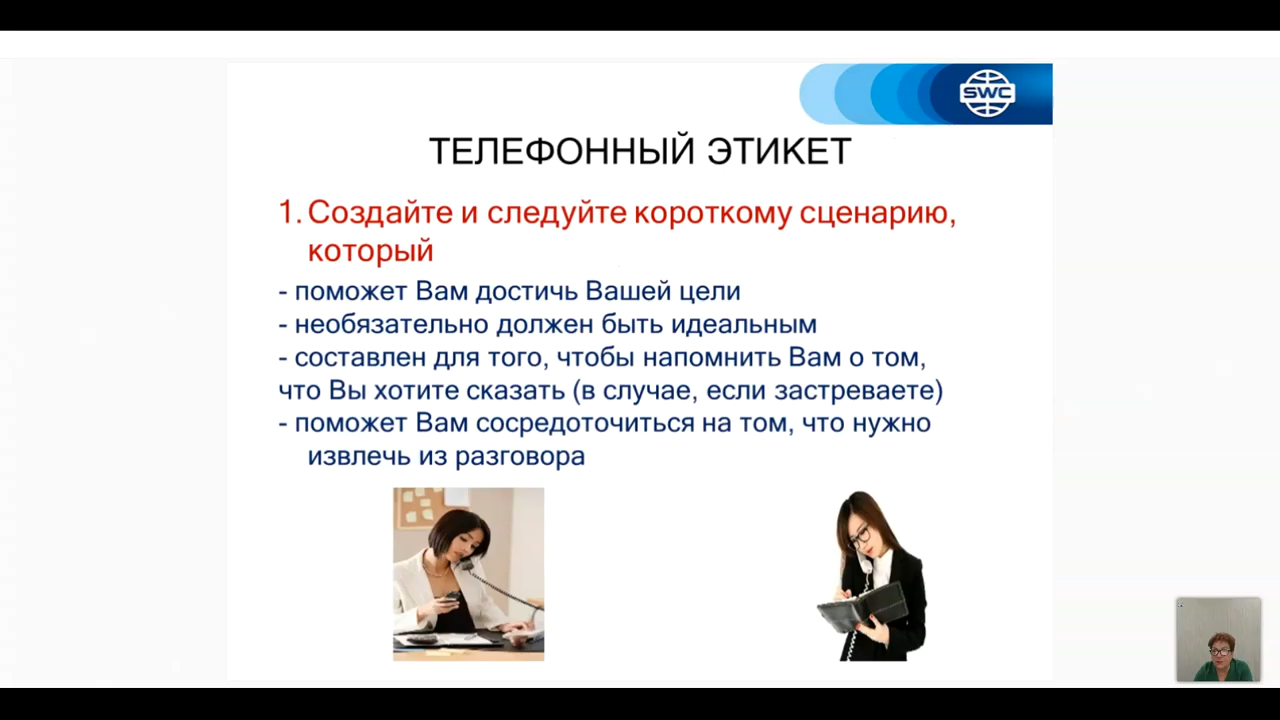 SWC
ТЕЛЕФОННЫЙ ЭТИКЕТ
1. Создайте и следуйте короткому сценарию,
который
- поможет Вам достичь Вашей цели
- необязательно должен быть идеальным
- составлен для того, чтобы напомнить Вам о том,
что Вы хотите сказать (в случае, если застреваете)
- поможет Вам сосредоточиться на том, что нужно
извлечь из разговора